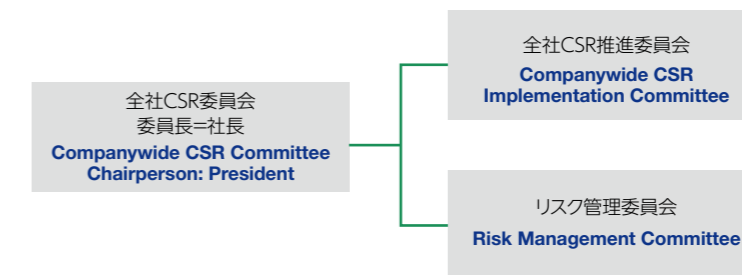 全社CSR委員会
委員長=社長
Companywide CSR Committee
Chairperson: President
全社CSR推進委員会
Companywide CSR
Implementation Committee
リスク管理委員会
Risk Management Committee